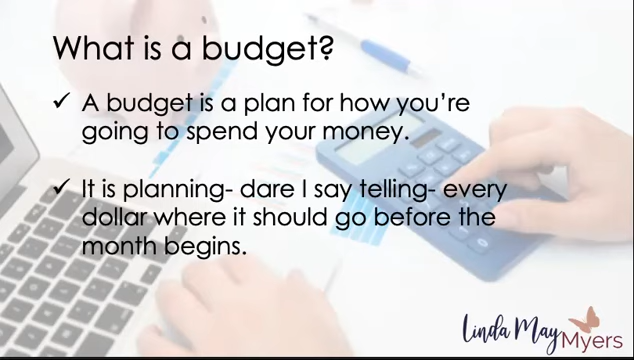 What is a budget?
✓ A budget is a plan for how you're
going to spend your money.
✓ It is planning- dare I say telling- every
dollar where it should go before the
month begins.
Linda May Myers